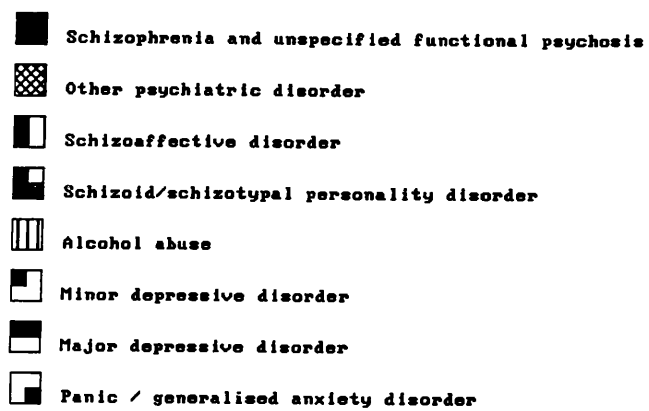 Schizophrenia and unspecified functional psychosis
Other psychiatric disorder
Schizoaffective disorder
Schizoid/schizotypal personality disorder
Alcohol abuse
Minor depressive disorder
Major depressive disorder
Panic / generalised anxiety disorder